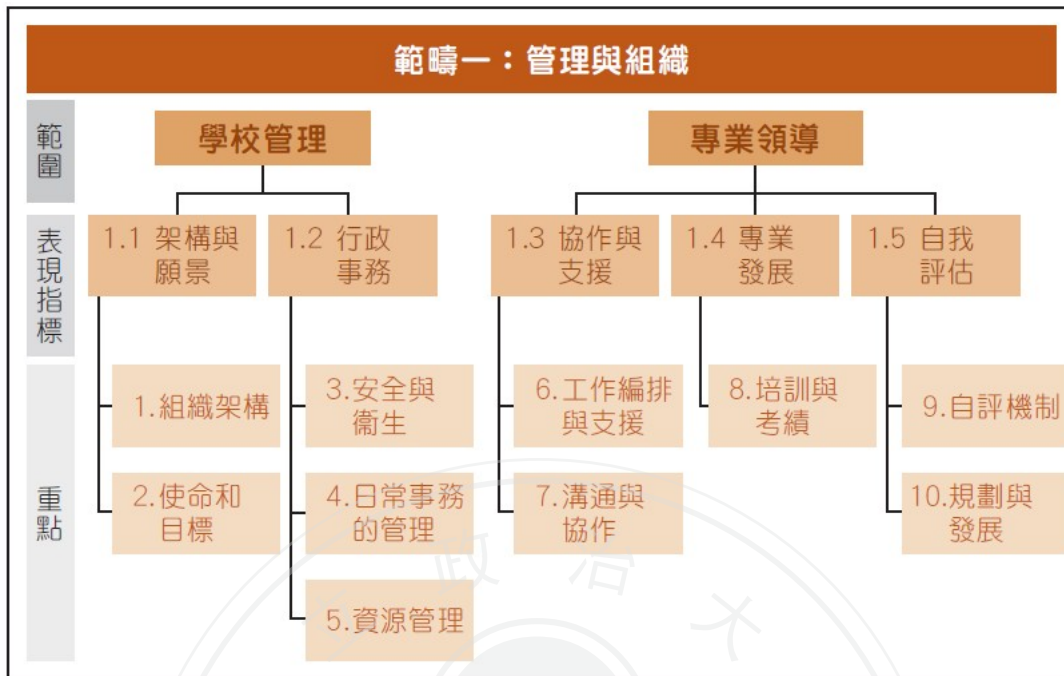 範疇一：管理與組織
範圍
學校管理
專業領導
表現指標
1.1 架構與
願景
1.2 行政
事務
1.3 協作與
支援
1.4 專業
發展
1.5 自我
評估
重點
1.組織架構
2.使命和
目標
3.安全與
衞生
4.日常事務
的管理
5.資源管理
6.工作編排
與支援
7.溝通與
協作
8.培訓與
考績
9.自評機制
10.規劃與
發展
政治大